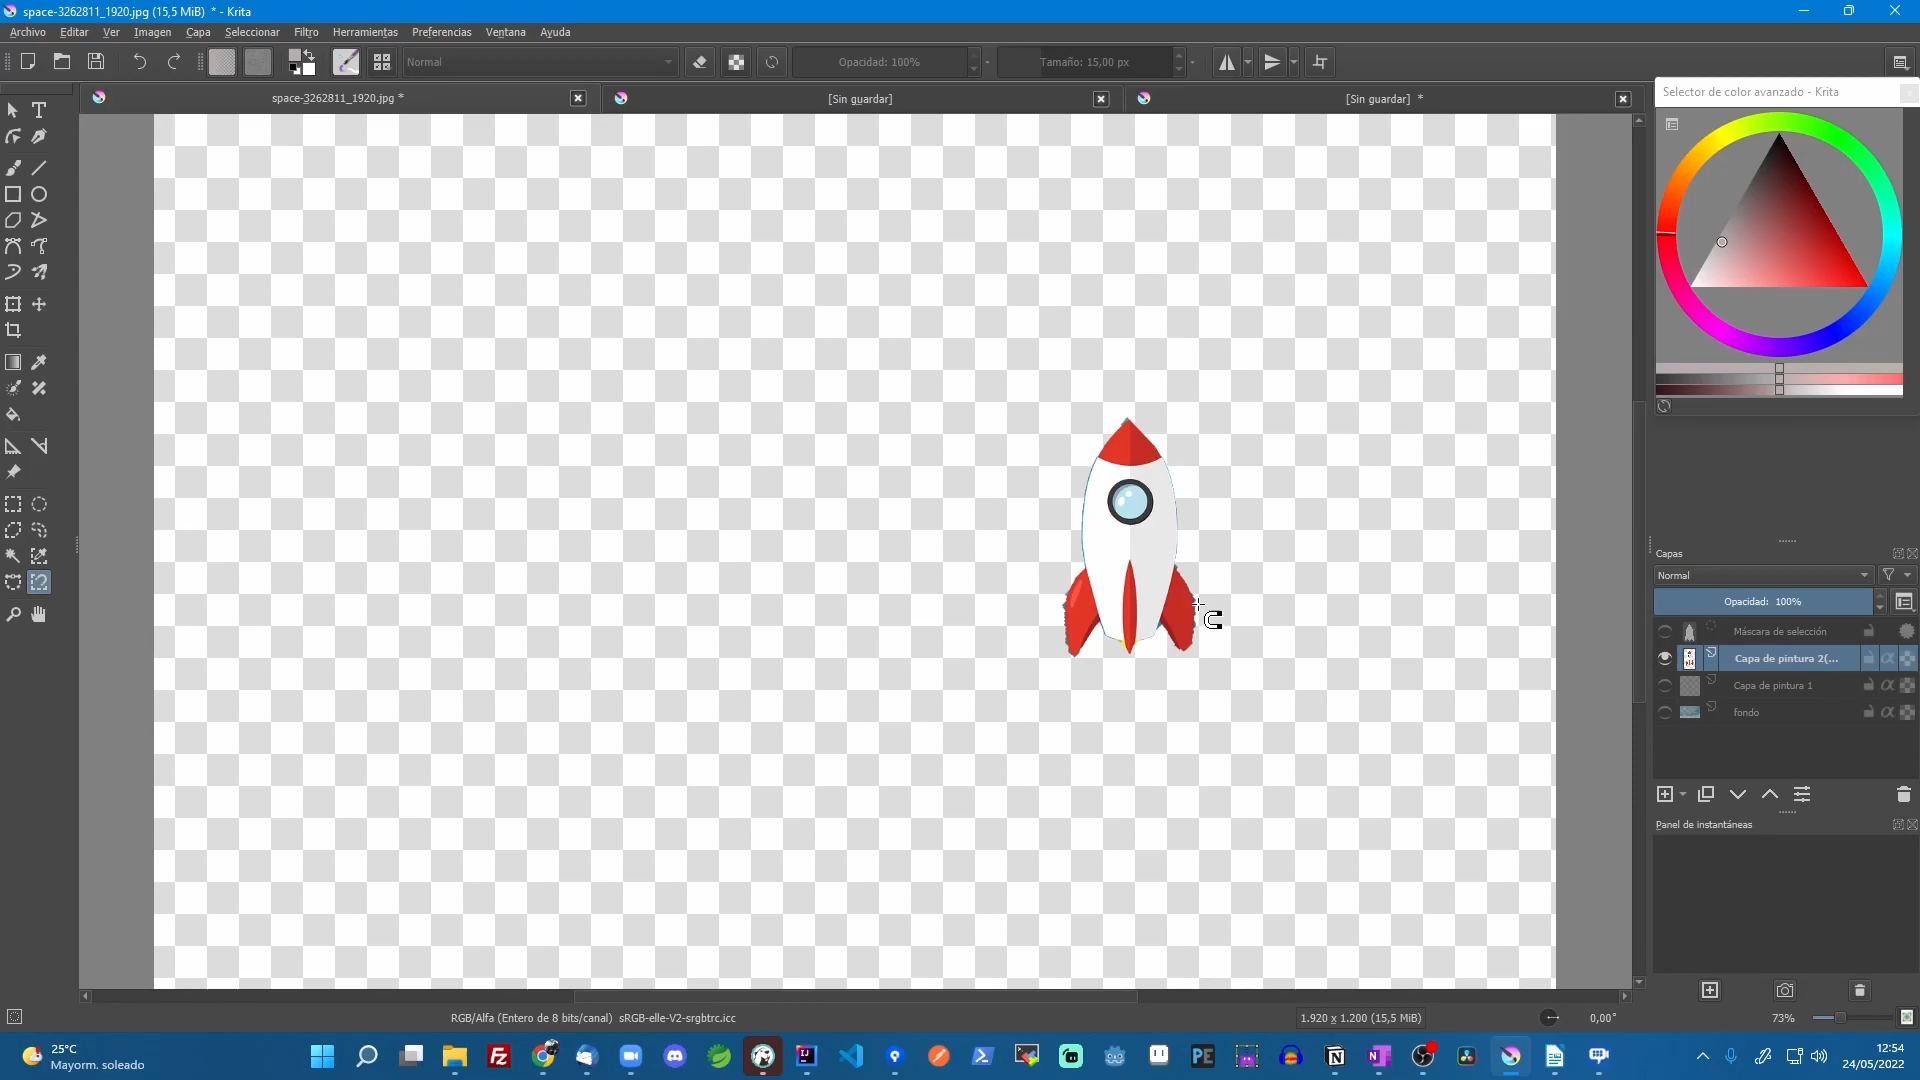 space-3262811_1920.jpg (15,5 MiB) * - Krita
Archivo Editar Ver Imagen Capa Seleccionar Filtro Herramientas Preferencias Ventana Ayuda
Normal Opacidad: 100% Tamaño: 15,00 px
space-3262811_1920.jpg * [Sin guardar] [Sin guardar] *
Selector de color avanzado - Krita
Capas
Normal
Opacidad: 100%
Máscara de selección
Capa de pintura 2(...
Capa de pintura 1
fondo
Panel de instantáneas
RGB/Alfa (Entero de 8 bits/canal) sRGB-elle-V2-srgbtrc.icc 1.920 x 1.200 (15,5 MiB) 0,00° 73%
25°C
Mayorm. soleado
12:54
24/05/2022